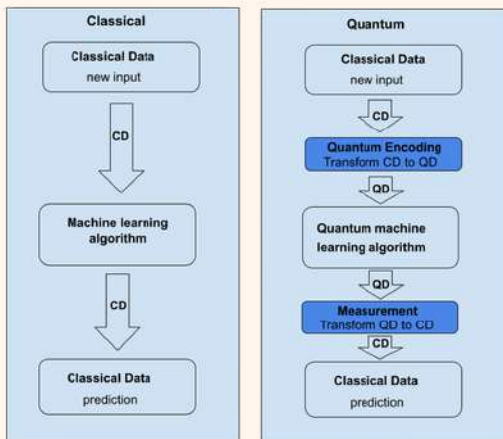 Classical
Classical Data
new input
CD
Machine learning
algorithm
CD
Classical Data
prediction
Quantum
Classical Data
new input
CD
Quantum Encoding
Transform CD to QD
QD
Quantum machine
learning algorithm
QD
Measurement
Transform QD to CD
CD
Classical Data
prediction